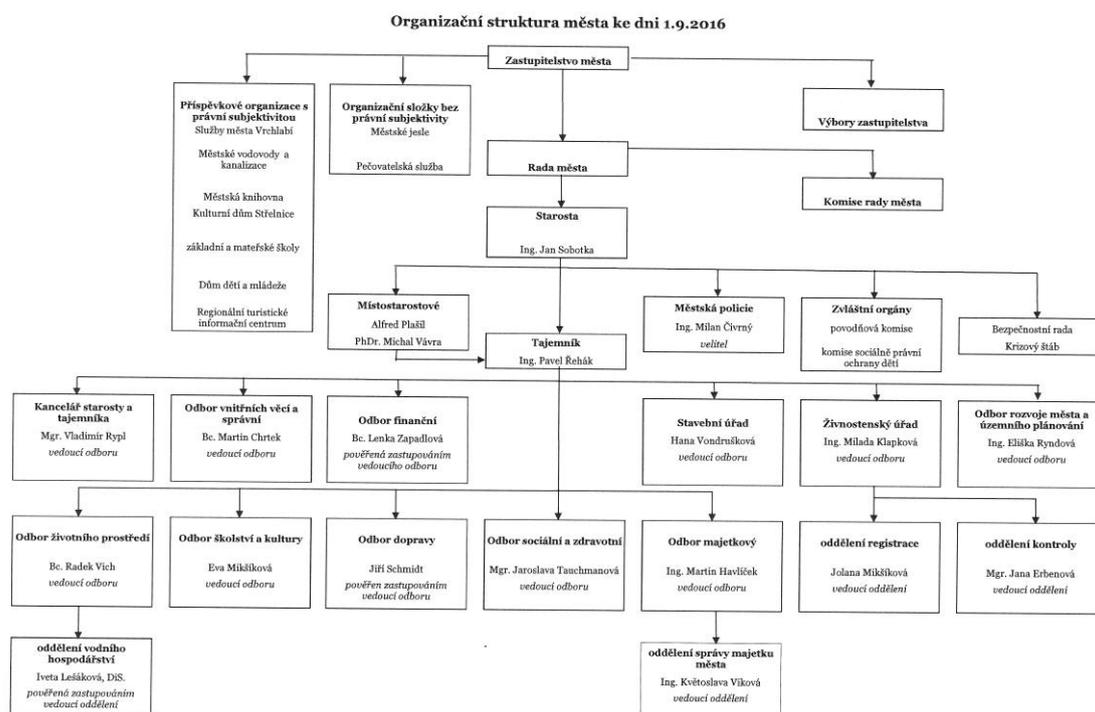 Organizační struktura města ke dni 1.9.2016
Zastupitelstvo města
Příspěvkové organizace s
právní subjektivitou
Služby města Vrchlabí
Městské vodovody a
kanalizace
Městská knihovna
Kulturní dům Střelnice
základní a mateřské školy
Dům dětí a mládeže
Regionální turistické
informační centrum
Organizační složky bez
právní subjektivity
Městské jesle
Pečovatelská služba
Výbory zastupitelstva
Rada města
Komise rady města
Starosta
Ing. Jan Sobotka
Místostarostové
Alfred Plašil
PhDr. Michal Vávra
Tajemník
Ing. Pavel Řehák
Městská policie
Ing. Milan Čivrný
velitel
Zvláštní orgány
povodňová komise
komise sociálně právní
ochrany dětí
Bezpečnostní rada
Krizový štáb
Kancelář starosty a
tajemníka
Mgr. Vladimír Rypl
vedoucí odboru
Odbor vnitřních věcí a
správní
Bc. Martin Chrtek
vedoucí odboru
Odbor finanční
Bc. Lenka Zapadlová
pověřená zastupováním
vedoucího odboru
Stavební úřad
Hana Vondrušková
vedoucí odboru
Živnostenský úřad
Ing. Milada Klapková
vedoucí odboru
Odbor rozvoje města a
územního plánování
Ing. Eliška Ryndová
vedoucí odboru
Odbor životního prostředí
Bc. Radek Vich
vedoucí odboru
Odbor školství a kultury
Eva Mikšíková
vedoucí odboru
Odbor dopravy
Jiří Schmidt
pověřen zastupováním
vedoucí odboru
Odbor sociální a zdravotní
Mgr. Jaroslava Tauchmanová
vedoucí odboru
Odbor majetkový
Ing. Martin Havlíček
vedoucí odboru
oddělení registrace
Jolana Mikšíková
vedoucí oddělení
oddělení kontroly
Mgr. Jana Erbenová
vedoucí oddělení
oddělení vodního
hospodářství
Iveta Lešáková, DiS.
pověřená zastupováním
vedoucí oddělení
oddělení správy majetku
města
Ing. Květoslava Viková
vedoucí oddělení